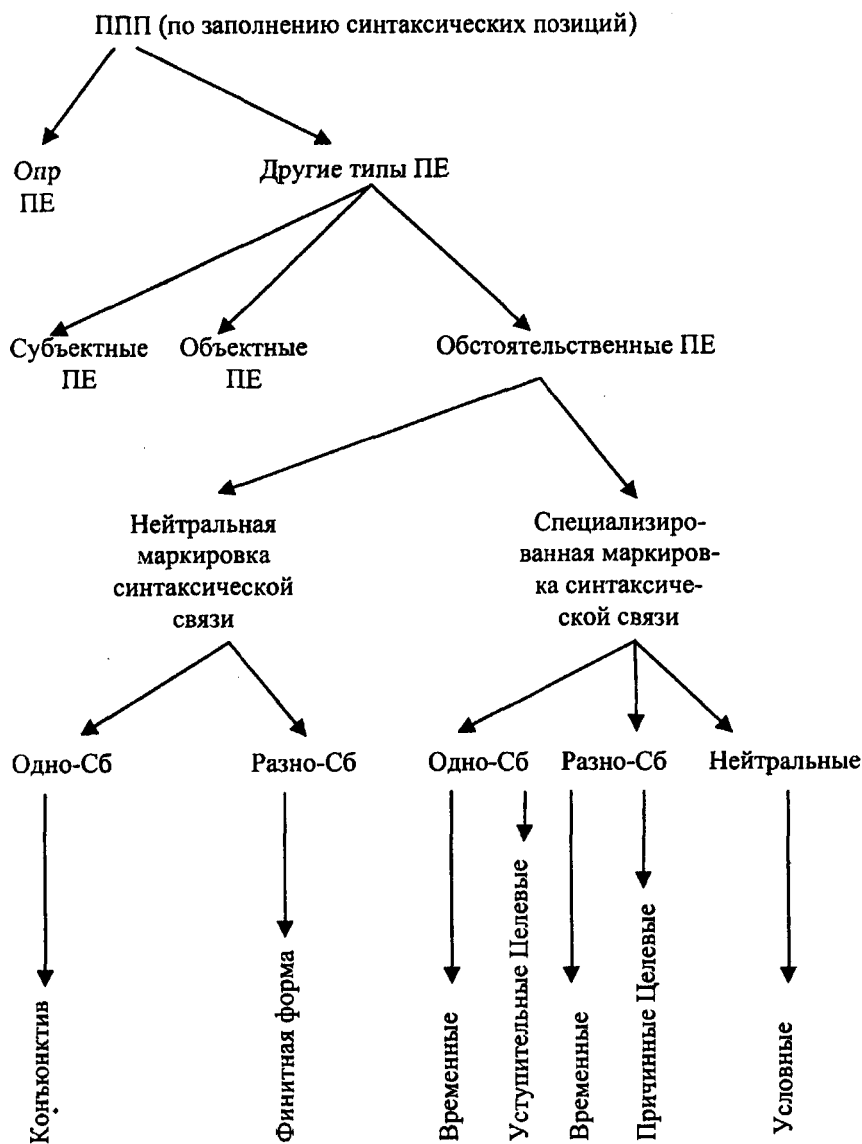 ППП (по заполнению синтаксических позиций)
Опр
ПЕ
Другие типы ПЕ
Субъектные
ПЕ
Объектные
ПЕ
Обстоятельственные ПЕ
Нейтральная
маркировка
синтаксической
связи
Специализиро-
ванная маркиров-
ка синтаксиче-
ской связи
Одно-Сб
Разно-Сб
Одно-Сб
Разно-Сб
Нейтральные
Конъюнктив
Финитная форма
Временные
Уступительные Целевые
Временные
Причинные Целевые
Условные